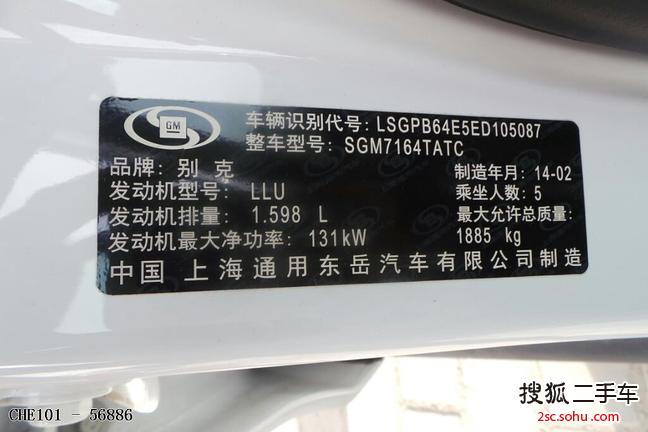 GM
车辆识别代号: LSGPB64E5ED105087
整车型号: SGM7164TATC
品牌: 别 克
制造年月: 14-02
发动机型号: LLU
乘坐人数: 5
发动机排量: 1.598 L
最大允许总质量:
发动机最大净功率: 131kW
1885 kg
中国 上海通用东岳汽车有限公司制造
CHE101 - 56886
搜狐二手车
2sc.sohu.com